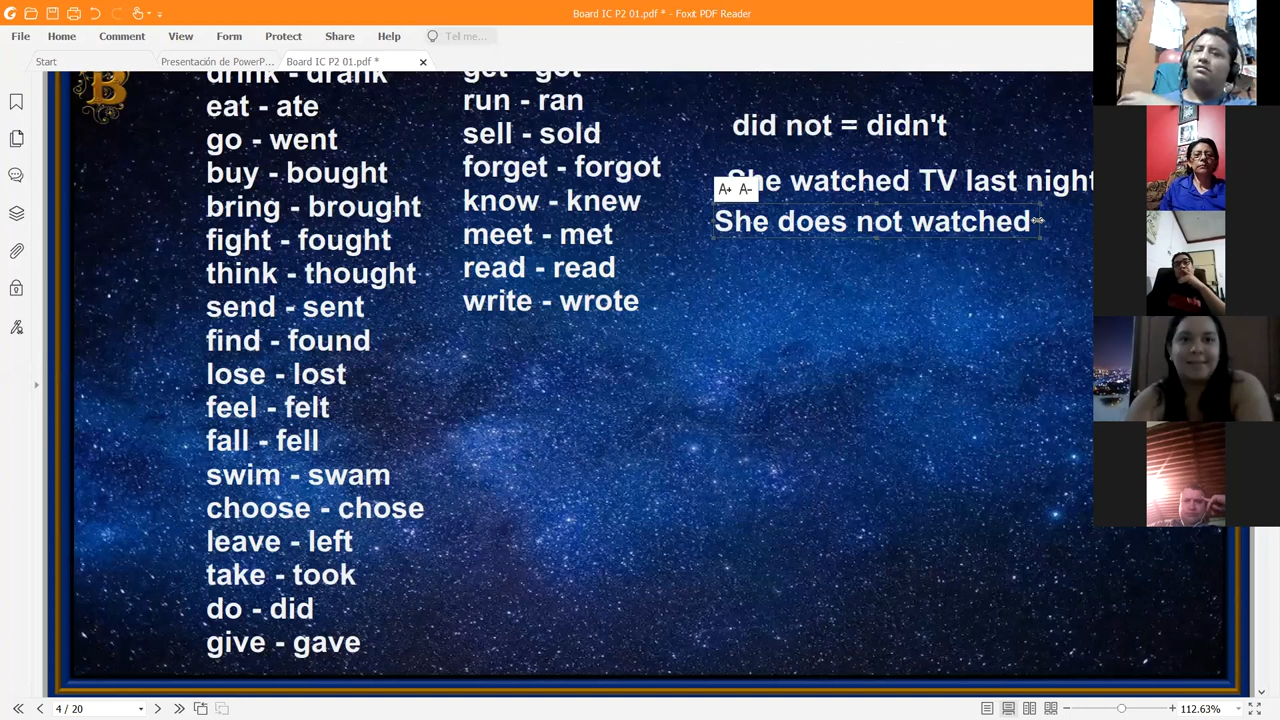 Board IC P2 01.pdf * - Foxit PDF Reader
File Home Comment View Form Protect Share Help Tell me...
Start Presentación de PowerP... Board IC P2 01.pdf *
B
drink - drank
eat - ate
go - went
buy - bought
bring - brought
fight - fought
think - thought
send - sent
find - found
lose - lost
feel - felt
fall - fell
swim - swam
choose - chose
leave - left
take - took
do - did
give - gave
get - got
run - ran
sell - sold
forget - forgot
know - knew
meet - met
read - read
write - wrote
did not = didn't
She watched TV last night
A+ A-
She does not watched
4 / 20
112.63%